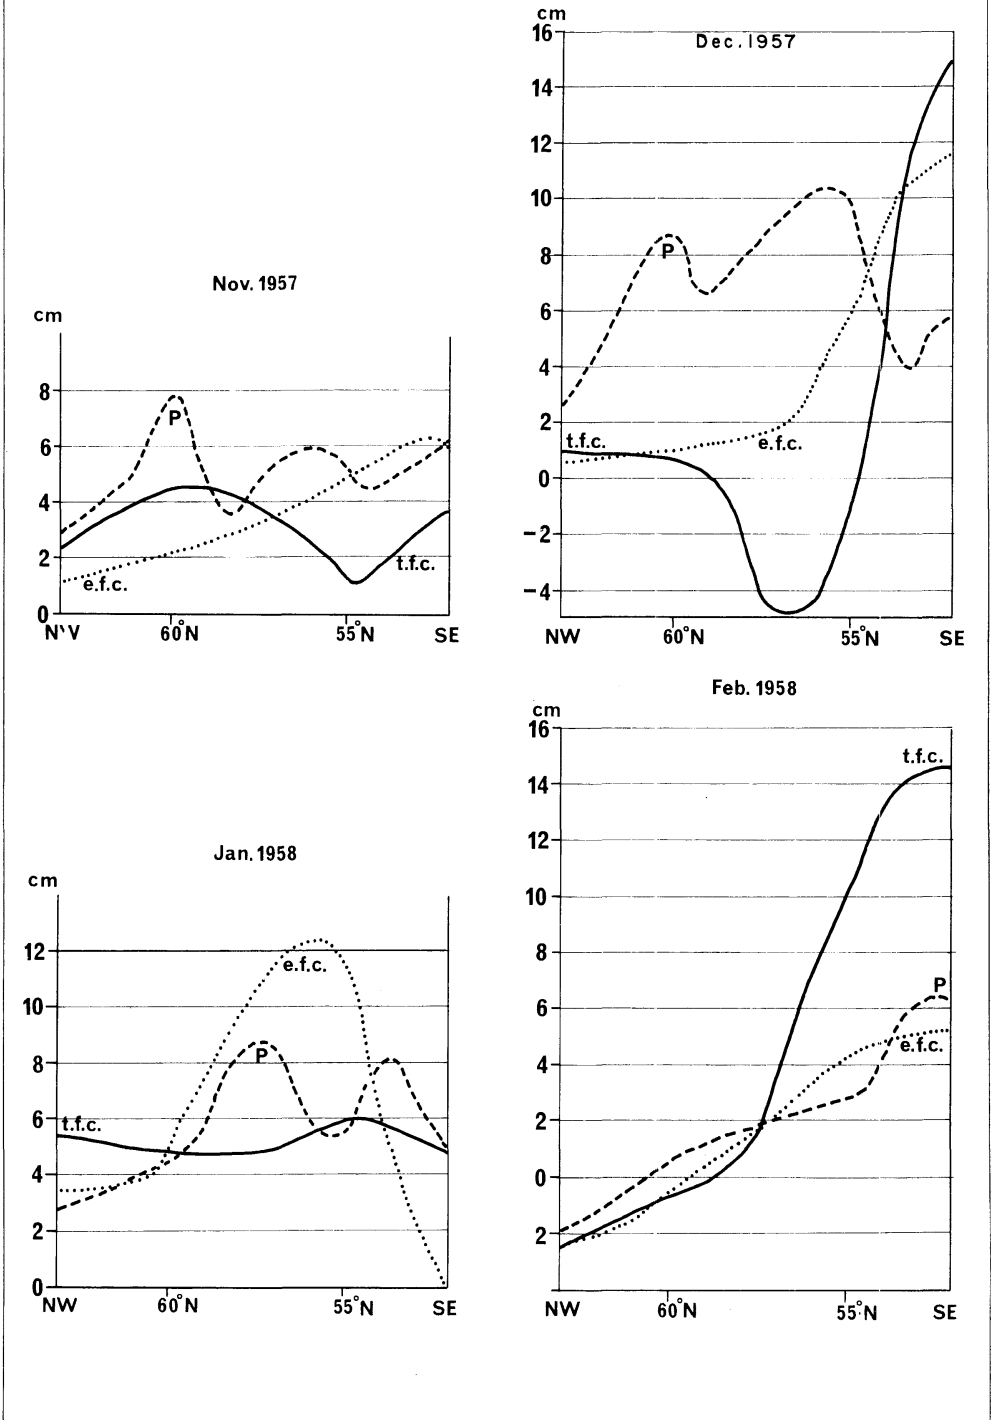 Nov. 1957
cm
8
6
4
2
0
P
e.f.c.
t.f.c.
N'V 60°N 55°N SE
cm
Dec. 1957
16
14
12
10
8
6
4
2
0
-2
-4
P
t.f.c.
e.f.c.
NW 60°N 55°N SE
Jan. 1958
cm
12
10
8
6
4
2
0
e.f.c.
P
t.f.c.
NW 60°N 55°N SE
Feb. 1958
cm
16
14
12
10
8
6
4
2
0
2
t.f.c.
P
e.f.c.
NW 60°N 55°N SE